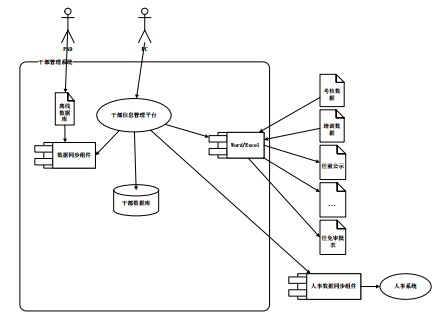 PAD
PC
干部管理系统
离线
数据
库
干部信息管理平台
考核数
据
培训数
据
数据同步组件
Word/Excel
任前公示
干部数据库
...
任免审批
表
人事数据同步组件
人事系统